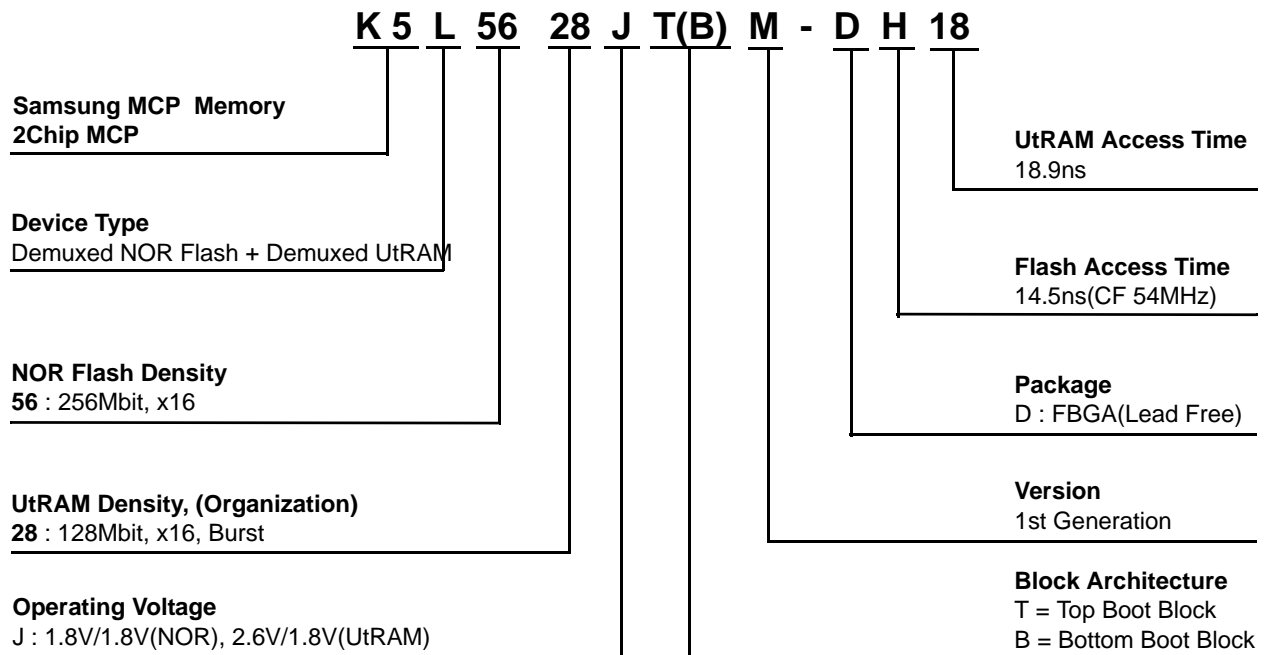 K 5 L 56 28 J T(B) M - D H 18
Samsung MCP Memory
2Chip MCP
Device Type
Demuxed NOR Flash + Demuxed UtRAM
NOR Flash Density
56 : 256Mbit, x16
UtRAM Density, (Organization)
28 : 128Mbit, x16, Burst
Operating Voltage
J : 1.8V/1.8V(NOR), 2.6V/1.8V(UtRAM)
UtRAM Access Time
18.9ns
Flash Access Time
14.5ns(CF 54MHz)
Package
D : FBGA(Lead Free)
Version
1st Generation
Block Architecture
T = Top Boot Block
B = Bottom Boot Block